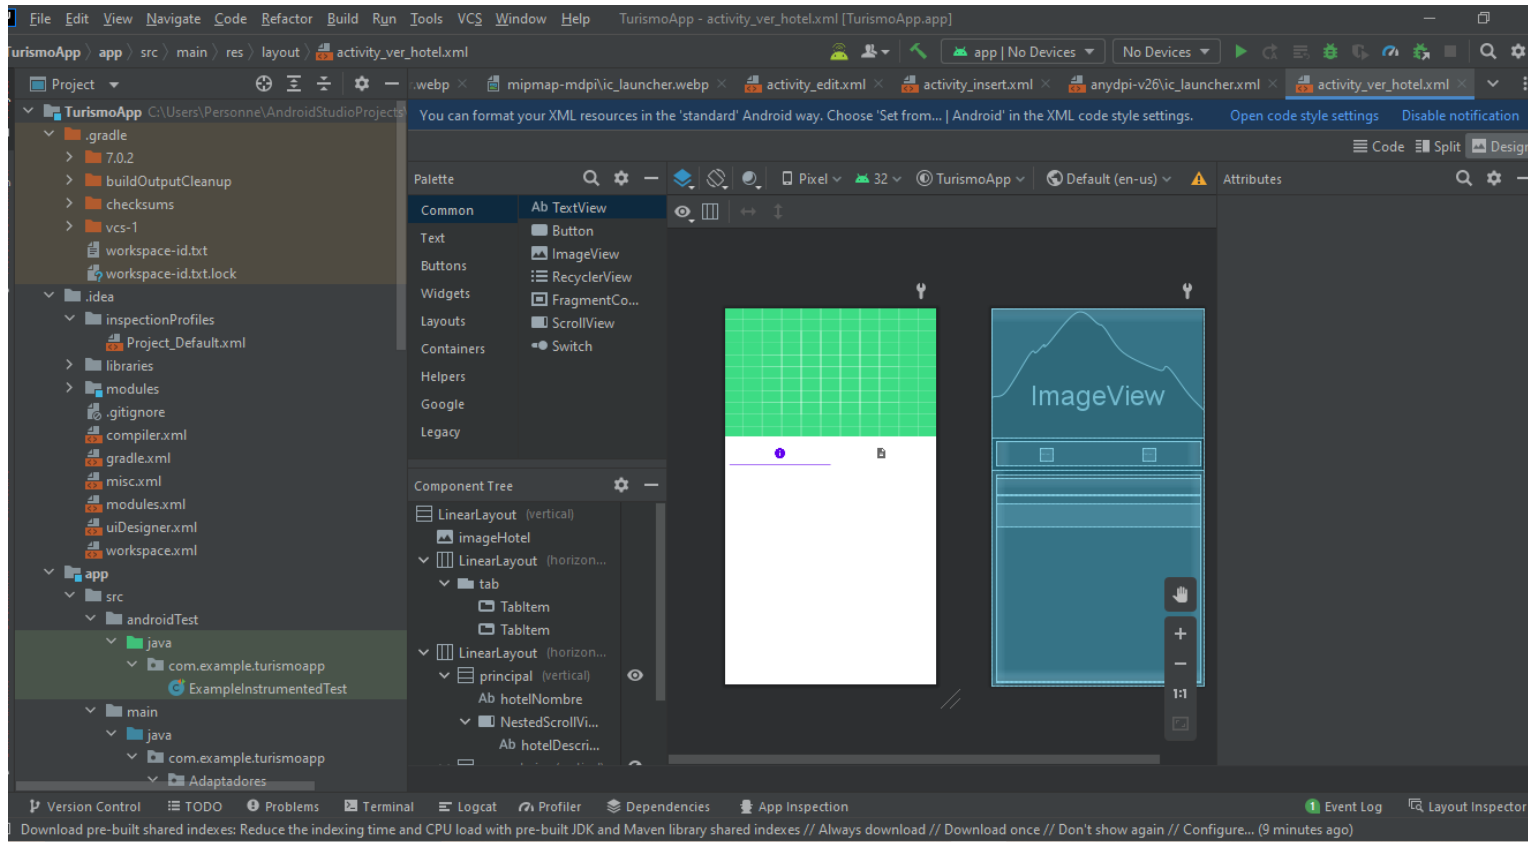 File Edit View Navigate Code Refactor Build Run Tools VCS Window Help TurismoApp - activity_ver_hotel.xml [TurismoApp.app]
TurismoApp app src main res layout activity_ver_hotel.xml app | No Devices No Devices
Project .webp mipmap-mdpi\ic_launcher.webp activity_edit.xml activity_insert.xml anydpi-v26\ic_launcher.xml activity_ver_hotel.xml
TurismoApp C:\Users\Personne\AndroidStudioProjects
You can format your XML resources in the 'standard' Android way. Choose 'Set from... | Android' in the XML code style settings. Open code style settings Disable notification
.gradle
Code Split Design
7.0.2
buildOutputCleanup
checksums
vcs-1
workspace-id.txt
workspace-id.txt.lock
.idea
inspectionProfiles
Project_Default.xml
libraries
modules
.gitignore
compiler.xml
gradle.xml
misc.xml
modules.xml
uiDesigner.xml
workspace.xml
app
src
androidTest
java
com.example.turismoapp
ExampleInstrumentedTest
main
java
com.example.turismoapp
Adaptadores
Palette
Common
Text
Buttons
Widgets
Layouts
Containers
Helpers
Google
Legacy
Ab TextView
Button
ImageView
RecyclerView
FragmentCo...
ScrollView
Switch
Component Tree
LinearLayout (vertical)
imageHotel
LinearLayout (horizon...
tab
TabItem
TabItem
LinearLayout (horizon...
principal (vertical)
Ab hotelNombre
NestedScrollVi...
Ab hotelDescri...
Pixel 32 TurismoApp Default (en-us)
ImageView
1:1
Attributes
Version Control TODO Problems Terminal Logcat Profiler Dependencies App Inspection 1 Event Log Layout Inspector
Download pre-built shared indexes: Reduce the indexing time and CPU load with pre-built JDK and Maven library shared indexes // Always download // Download once // Don't show again // Configure... (9 minutes ago)